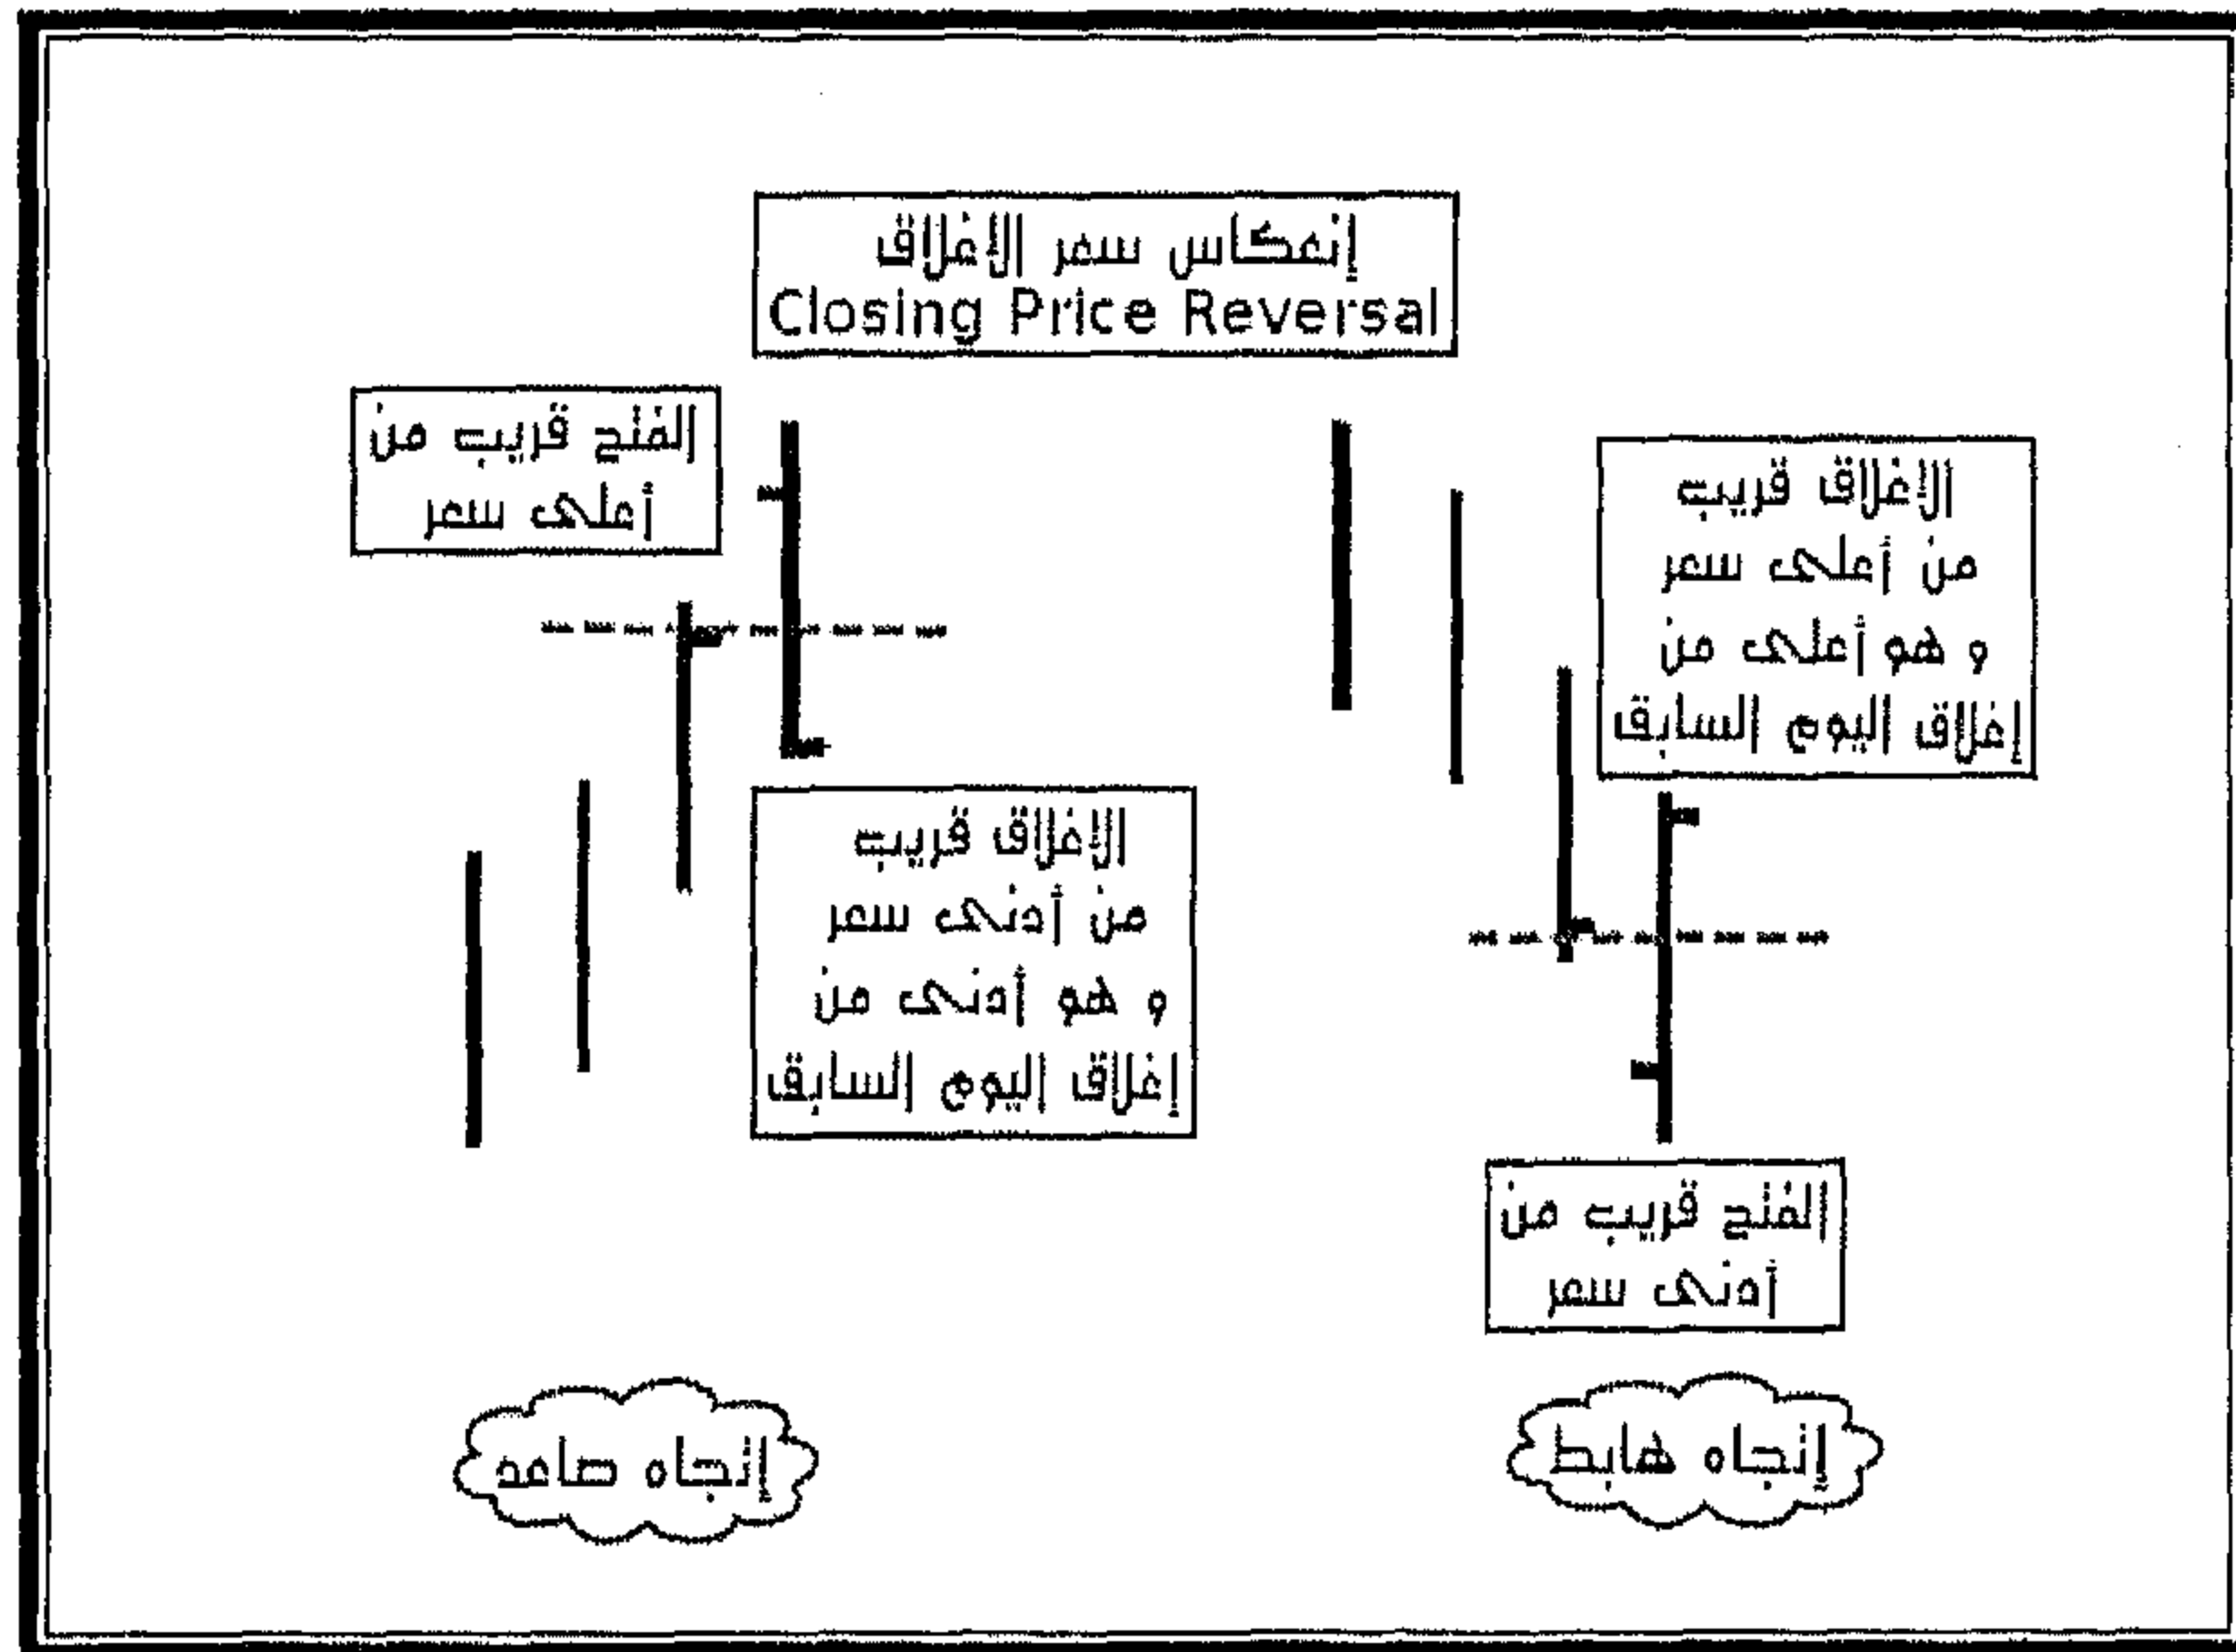 إنعكاس سعر الاغلاق
Closing Price Reversal
الاغلاق قريب
من أعلى سعر
و هو أعلى من
إغلاق اليوم السابق
الفتح قريب من
أدنى سعر
إتجاه هابط
الفتح قريب من
أعلى سعر
الإغلاق قريب
من أدنى سعر
و هو أدنى من
إغلاق اليوم السابق
إتجاه صاعد